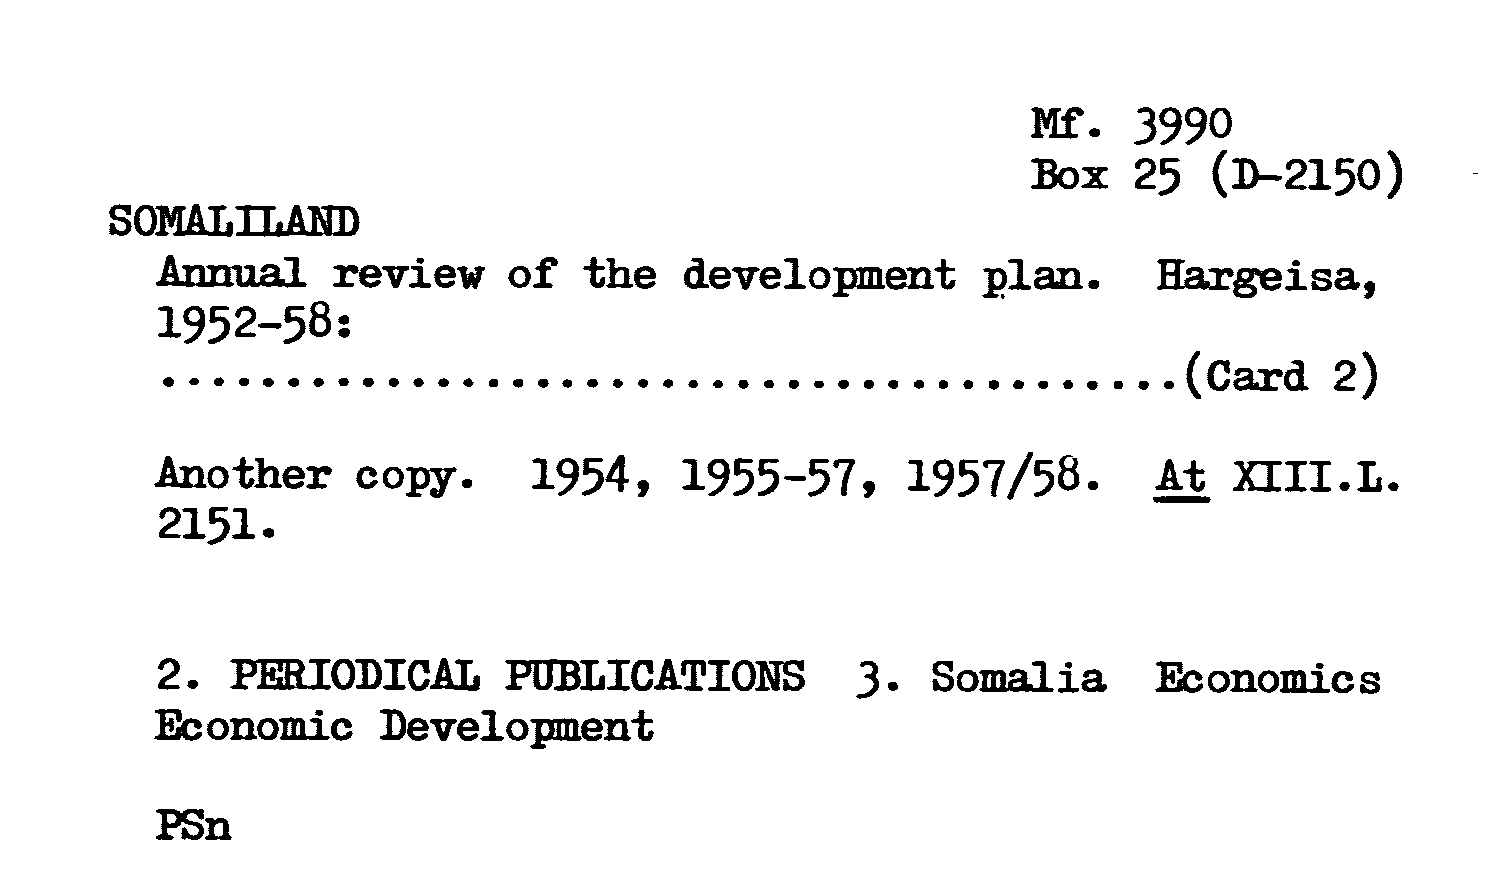 Mf. 3990
Box 25 (D-2150)
SOMALILAND
Annual review of the development plan. Hargeisa,
1952-58:
.........................................(Card 2)
Another copy. 1954, 1955-57, 1957/58. At XIII.L.
2151.
2. PERIODICAL PUBLICATIONS 3. Somalia Economics
Economic Development
PSn